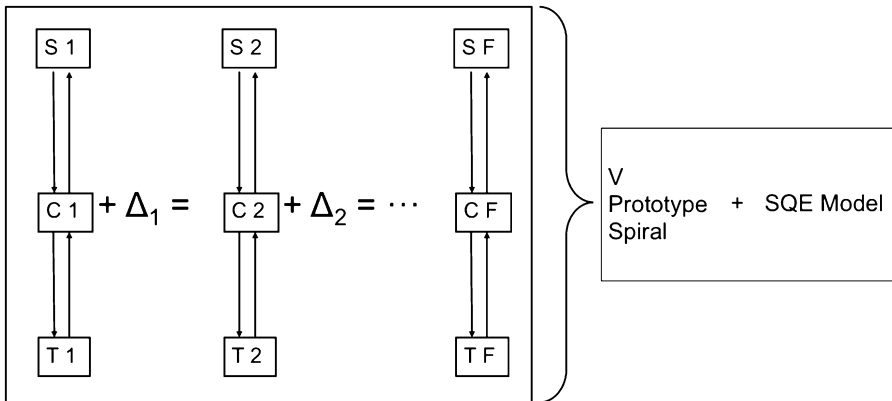 S 1 S 2 S F
C 1 + Δ₁ = C 2 + Δ₂ = ⋯ C F
T 1 T 2 T F
V
Prototype + SQE Model
Spiral